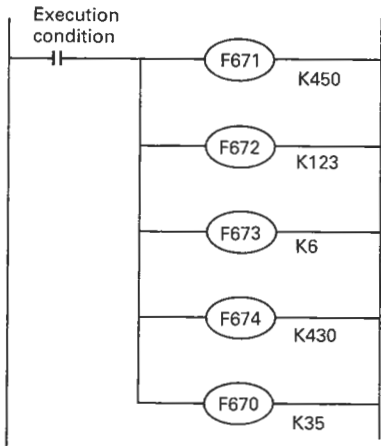 Execution
condition
F671
K450
F672
K123
F673
K6
F674
K430
F670
K35